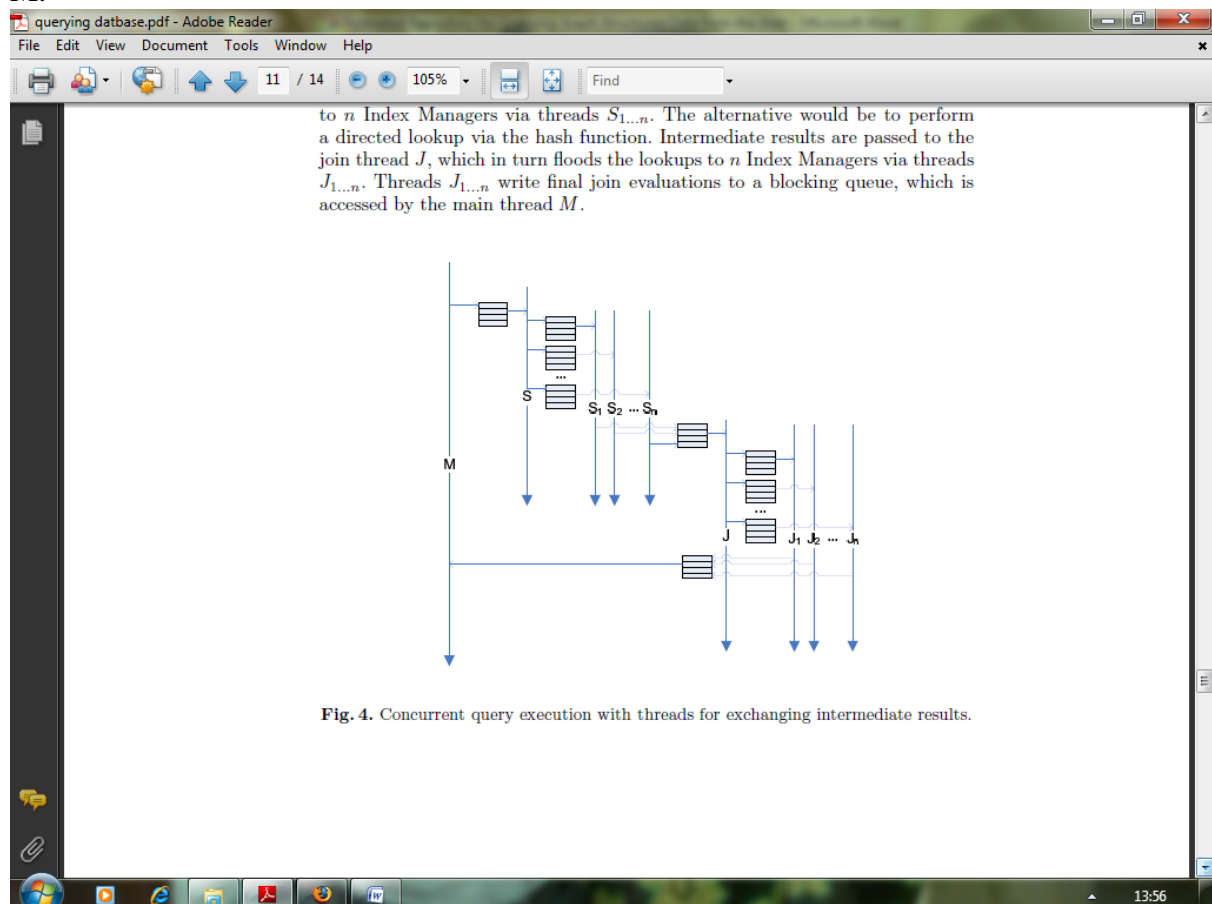 querying datbase.pdf - Adobe Reader
File Edit View Document Tools Window Help
11 / 14 105% Find
to n Index Managers via threads S1...n. The alternative would be to perform
a directed lookup via the hash function. Intermediate results are passed to the
join thread J, which in turn floods the lookups to n Index Managers via threads
J1...n. Threads J1...n write final join evaluations to a blocking queue, which is
accessed by the main thread M.
...
S
S1 S2 ... Sn
M
...
J
J1 J2 ... Jn
Fig. 4. Concurrent query execution with threads for exchanging intermediate results.
13:56